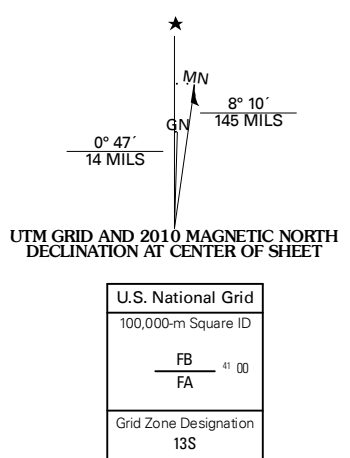 ★
MN
GN
8° 10´
145 MILS
0° 47´
14 MILS
UTM GRID AND 2010 MAGNETIC NORTH
DECLINATION AT CENTER OF SHEET
U.S. National Grid
100,000-m Square ID
FB
41 00
FA
Grid Zone Designation
13S